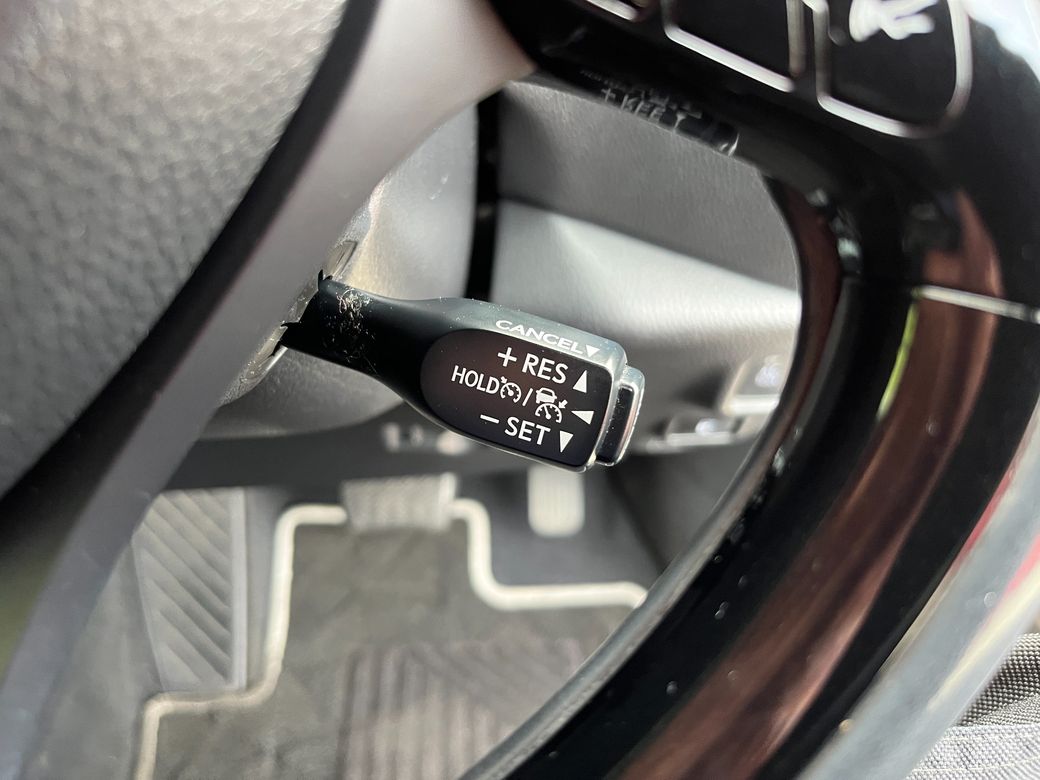 CANCEL▼
+ RES ▲
HOLD /
− SET ▼